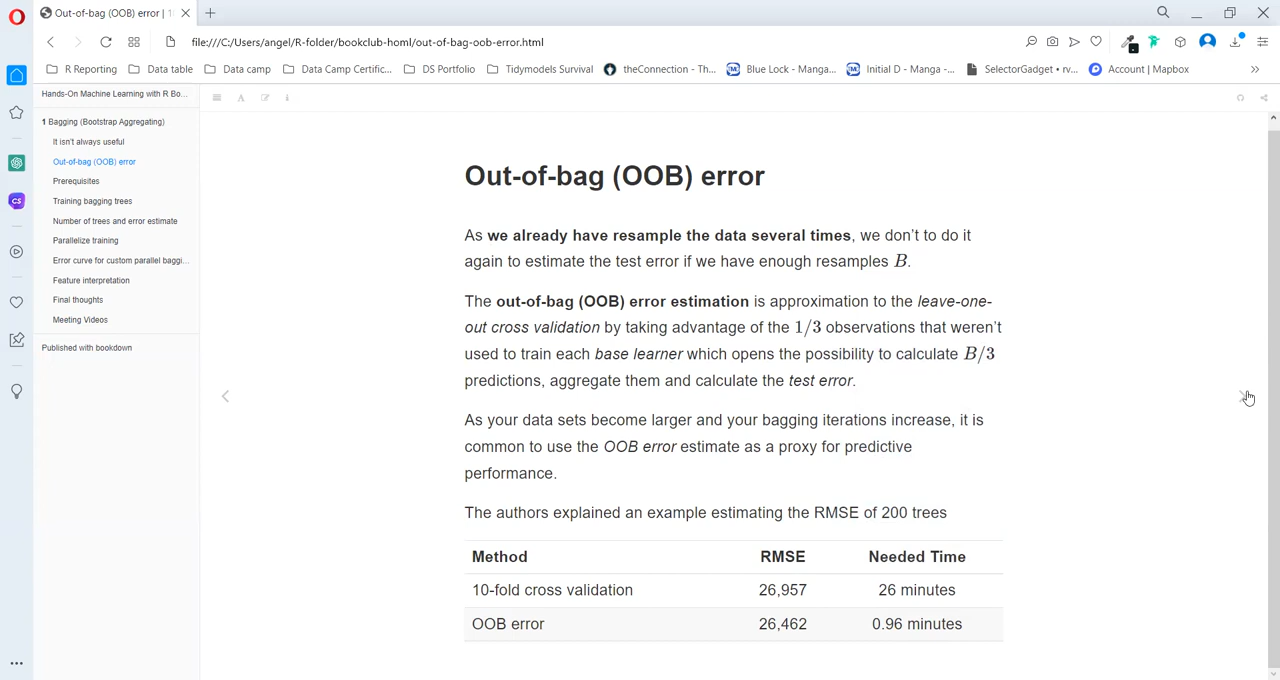 Out-of-bag (OOB) error | 1
file:///C:/Users/angel/R-folder/bookclub-homl/out-of-bag-oob-error.html
R Reporting
Data table
Data camp
Data Camp Certific...
DS Portfolio
Tidymodels Survival
theConnection - Th...
Blue Lock - Manga...
Initial D - Manga -...
SelectorGadget • rv...
Account | Mapbox
CS
Hands-On Machine Learning with R Bo...
1 Bagging (Bootstrap Aggregating)
It isn't always useful
Out-of-bag (OOB) error
Prerequisites
Training bagging trees
Number of trees and error estimate
Parallelize training
Error curve for custom parallel baggi...
Feature interpretation
Final thoughts
Meeting Videos
Published with bookdown
Out-of-bag (OOB) error
As we already have resample the data several times, we don't to do it
again to estimate the test error if we have enough resamples B.
The out-of-bag (OOB) error estimation is approximation to the leave-one-
out cross validation by taking advantage of the 1/3 observations that weren't
used to train each base learner which opens the possibility to calculate B/3
predictions, aggregate them and calculate the test error.
As your data sets become larger and your bagging iterations increase, it is
common to use the OOB error estimate as a proxy for predictive
performance.
The authors explained an example estimating the RMSE of 200 trees
Method RMSE Needed Time
10-fold cross validation 26,957 26 minutes
OOB error 26,462 0.96 minutes